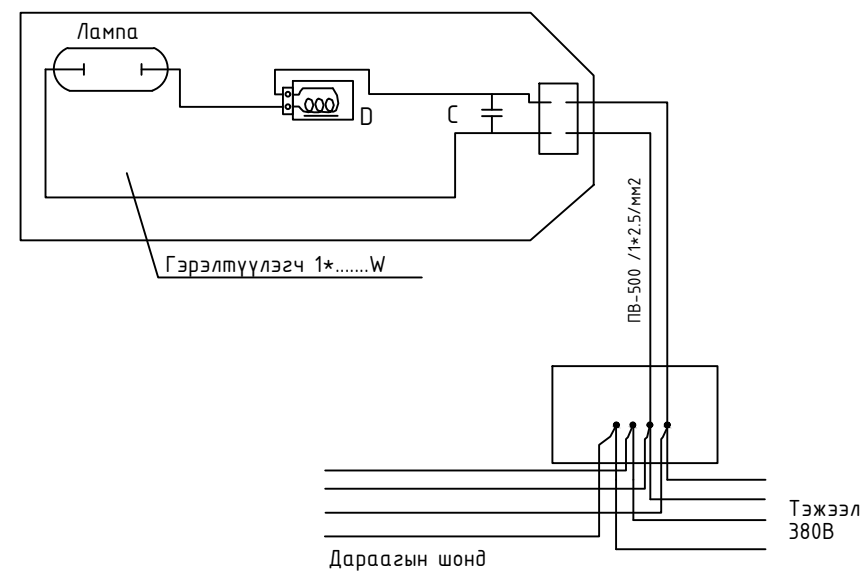 Лампа
D
C
ПВ-500 /1*2.5/мм2
Гэрэлтүүлэгч 1*.......W
Тэжээл
380В
Дараагын шонд